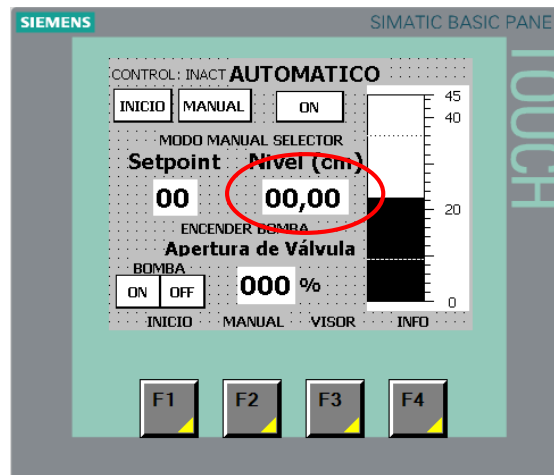 SIEMENS
SIMATIC BASIC PANE
TOUCH
CONTROL: INACT AUTOMATICO
INICIO MANUAL ON
45
40
MODO MANUAL SELECTOR
Setpoint Nivel (cm)
00 00,00
20
ENCENDER BOMBA
Apertura de Válvula
BOMBA
ON OFF 000 %
0
INICIO MANUAL VISOR INFO
F1 F2 F3 F4